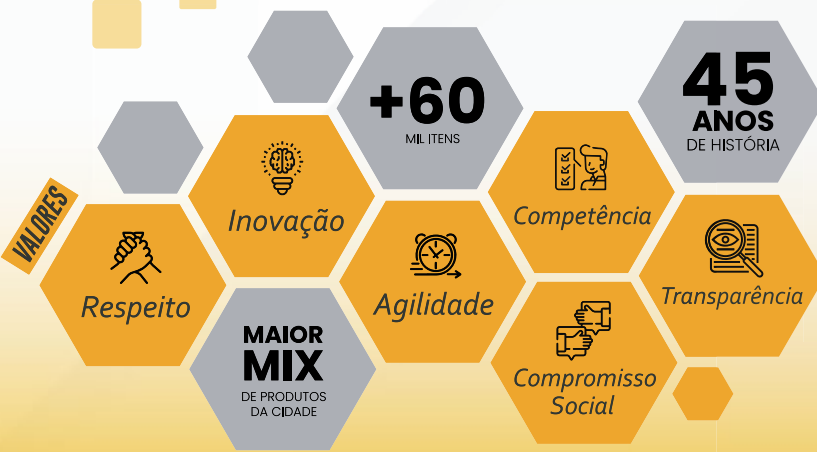 +60
MIL ITENS
45
ANOS
DE HISTÓRIA
VALORES
Respeito
Inovação
Agilidade
Competência
Transparência
MAIOR
MIX
DE PRODUTOS
DA CIDADE
Compromisso
Social